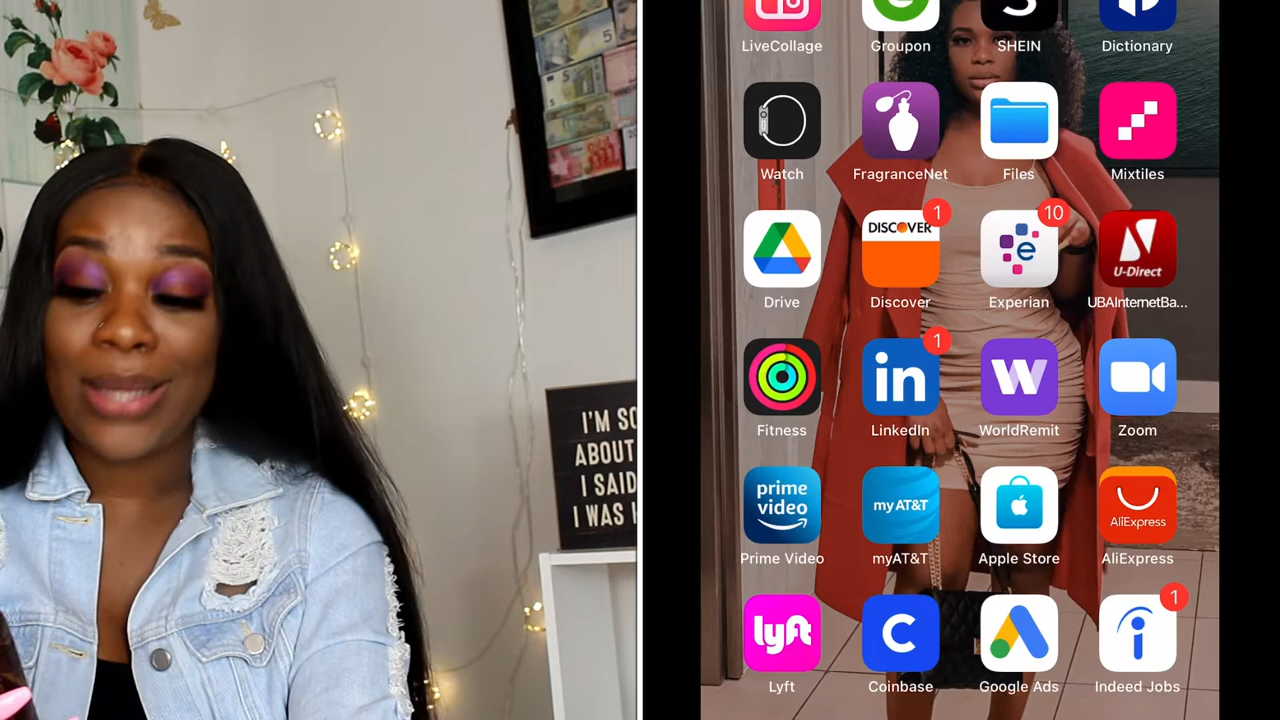 I'M SO
ABOUT
I SAID
I WAS
LiveCollage
Groupon
SHEIN
Dictionary
Watch
FragranceNet
Files
Mixtiles
DISCOVER
1
10
e
U-Direct
Drive
Discover
Experian
UBAInternetBa...
1
in
W
Fitness
LinkedIn
WorldRemit
Zoom
prime
video
my AT&T
AliExpress
Prime Video
myAT&T
Apple Store
AliExpress
1
lyft
C
i
Lyft
Coinbase
Google Ads
Indeed Jobs